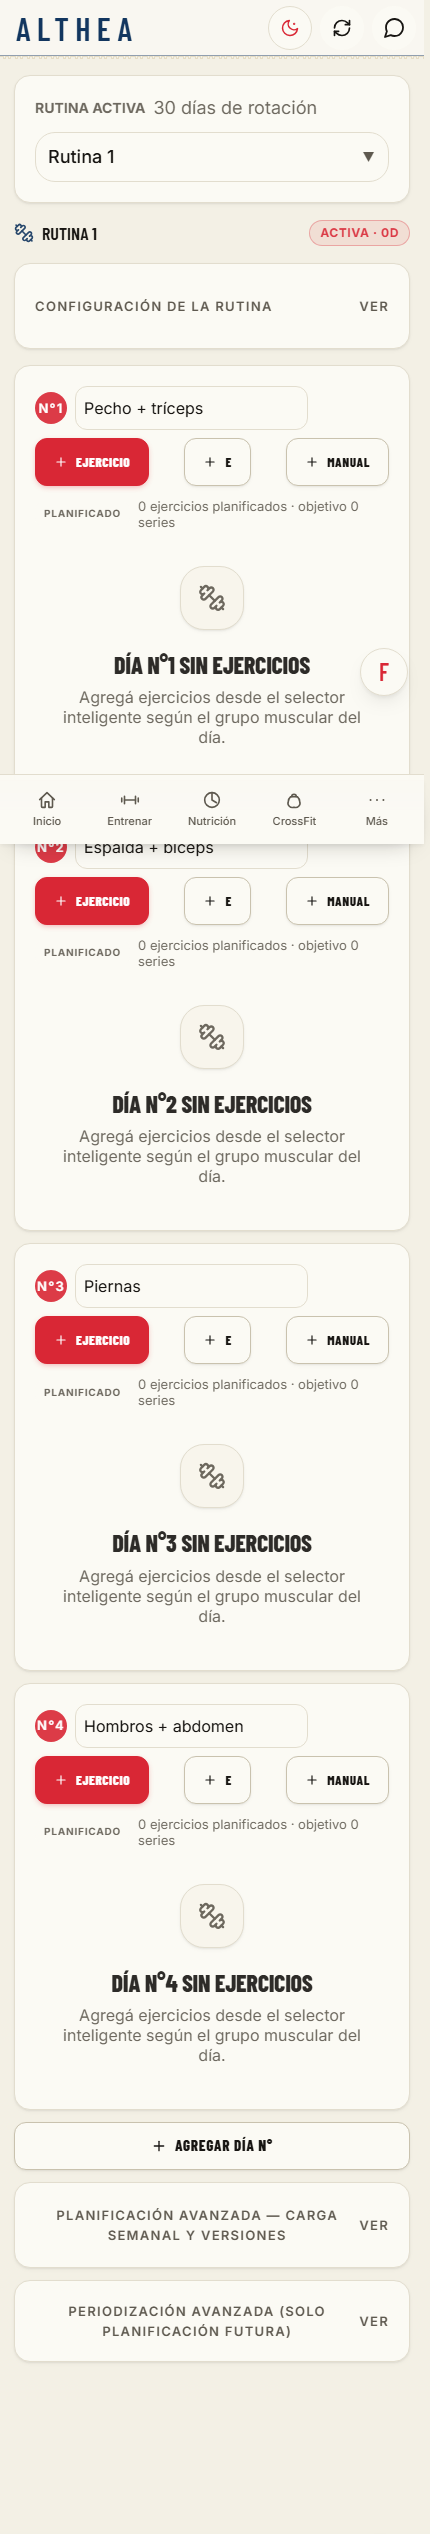 ALTHEA
RUTINA ACTIVA 30 días de rotación
Rutina 1
RUTINA 1
ACTIVA · 0D
CONFIGURACIÓN DE LA RUTINA
VER
N°1
Pecho + tríceps
+ EJERCICIO
+ E
+ MANUAL
PLANIFICADO
0 ejercicios planificados · objetivo 0
series
DÍA N°1 SIN EJERCICIOS
Agregá ejercicios desde el selector
inteligente según el grupo muscular del
día.
F
Inicio
Entrenar
Nutrición
CrossFit
Más
N°2
Espalda + bíceps
+ EJERCICIO
+ E
+ MANUAL
PLANIFICADO
0 ejercicios planificados · objetivo 0
series
DÍA N°2 SIN EJERCICIOS
Agregá ejercicios desde el selector
inteligente según el grupo muscular del
día.
N°3
Piernas
+ EJERCICIO
+ E
+ MANUAL
PLANIFICADO
0 ejercicios planificados · objetivo 0
series
DÍA N°3 SIN EJERCICIOS
Agregá ejercicios desde el selector
inteligente según el grupo muscular del
día.
N°4
Hombros + abdomen
+ EJERCICIO
+ E
+ MANUAL
PLANIFICADO
0 ejercicios planificados · objetivo 0
series
DÍA N°4 SIN EJERCICIOS
Agregá ejercicios desde el selector
inteligente según el grupo muscular del
día.
+ AGREGAR DÍA N°
PLANIFICACIÓN AVANZADA — CARGA
SEMANAL Y VERSIONES
VER
PERIODIZACIÓN AVANZADA (SOLO
PLANIFICACIÓN FUTURA)
VER